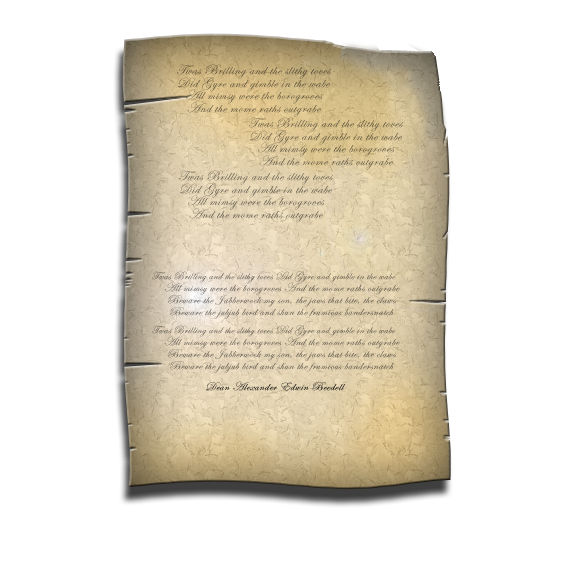 Twas Brilling and the slithy toves
Did Gyre and gimble in the wabe
All mimsy were the borogroves
And the mome raths outgrabe
Twas Brilling and the slithy toves
Did Gyre and gimble in the wabe
All mimsy were the borogroves
And the mome raths outgrabe
Twas Brilling and the slithy toves
Did Gyre and gimble in the wabe
All mimsy were the borogroves
And the mome raths outgrabe
Twas Brilling and the slithy toves Did Gyre and gimble in the wabe
All mimsy were the borogroves And the mome raths outgrabe
Beware the Jabberwock my son, the jaws that bite, the claws
Beware the jubjub bird and shun the frumious bandersnatch
Twas Brilling and the slithy toves Did Gyre and gimble in the wabe
All mimsy were the borogroves And the mome raths outgrabe
Beware the Jabberwock my son, the jaws that bite, the claws
Beware the jubjub bird and shun the frumious bandersnatch
Dean Alexander Edwin Beedell